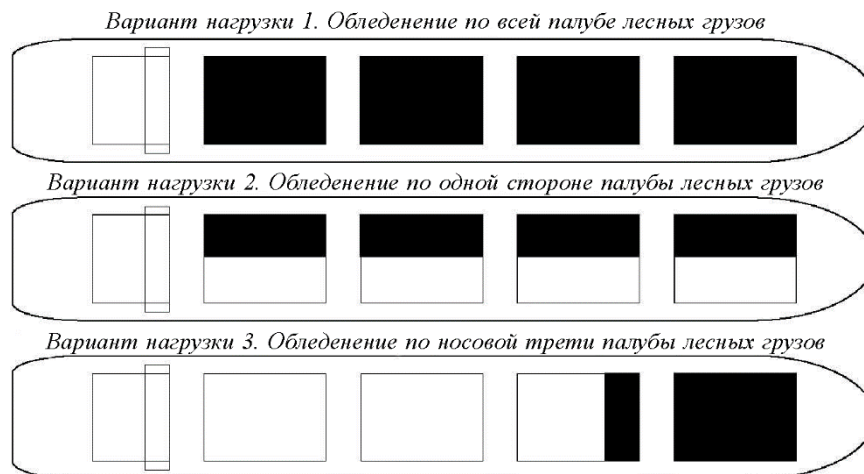 Вариант нагрузки 1. Обледенение по всей палубе лесных грузов
Вариант нагрузки 2. Обледенение по одной стороне палубы лесных грузов
Вариант нагрузки 3. Обледенение по носовой трети палубы лесных грузов